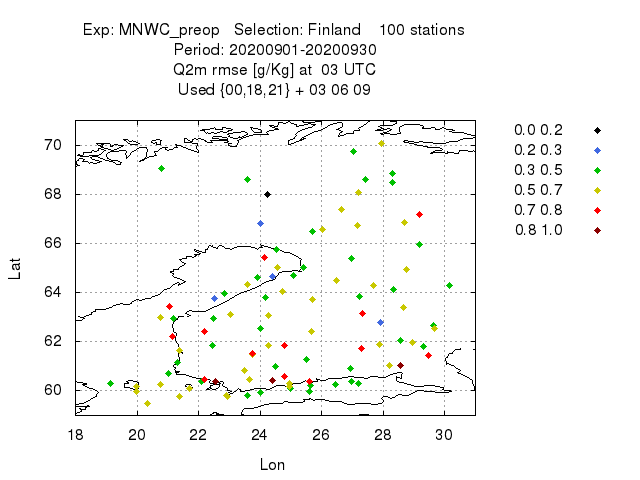 Exp: MNWC_preop   Selection: Finland    100 stations
Period: 20200901-20200930
Q2m rmse [g/Kg] at  03 UTC
Used {00,18,21} + 03 06 09
70
68
66
64
62
60
18 20 22 24 26 28 30
Lat
Lon
0.0 0.2
0.2 0.3
0.3 0.5
0.5 0.7
0.7 0.8
0.8 1.0